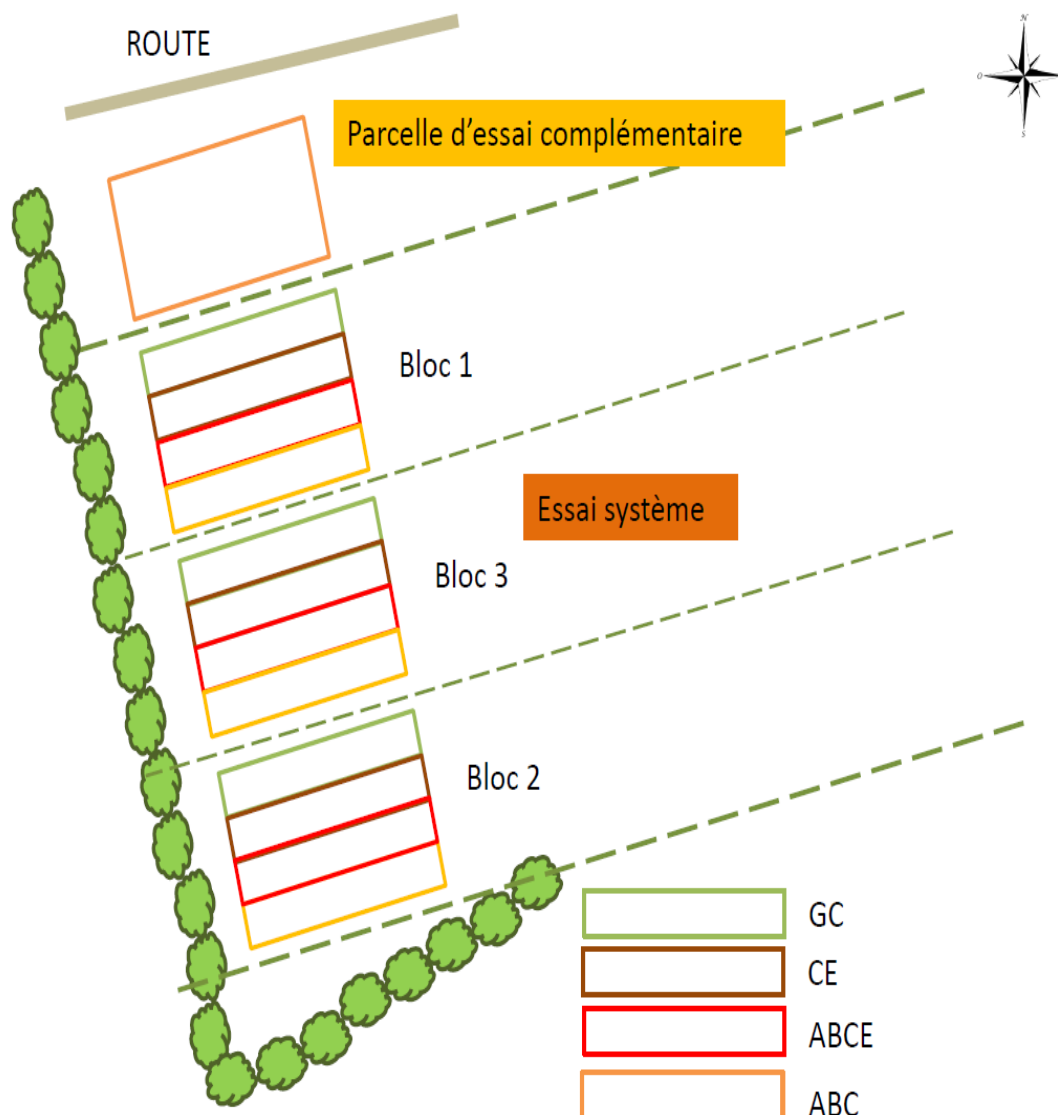 ROUTE
N
O
S
Parcelle d'essai complémentaire
Bloc 1
Essai système
Bloc 3
Bloc 2
GC
CE
ABCE
ABC